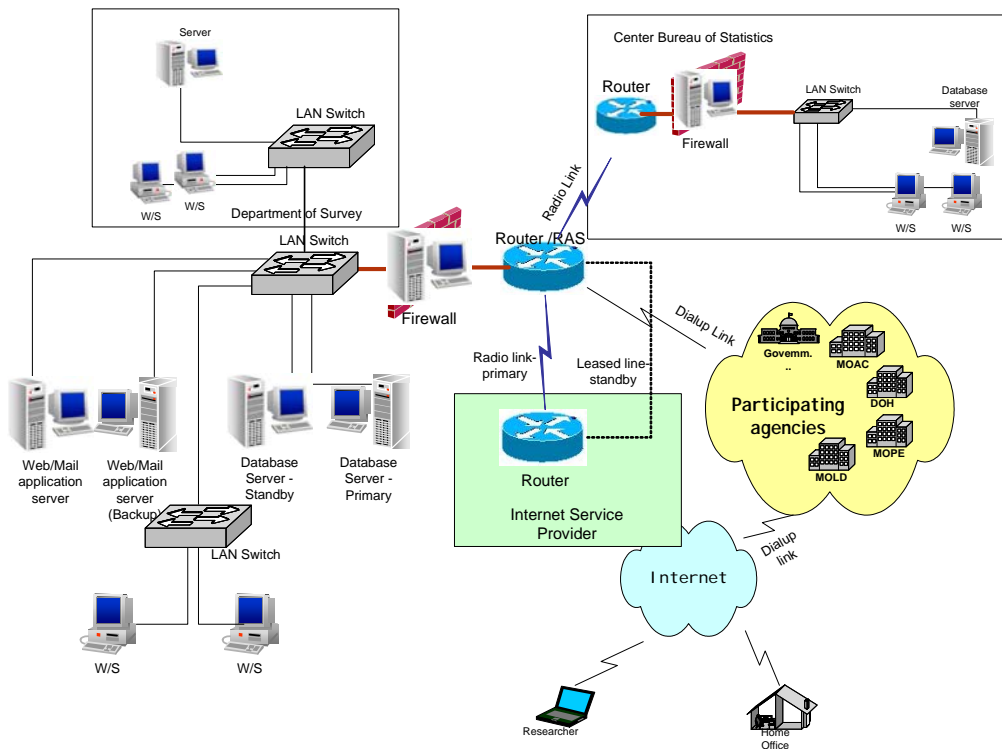 Server
LAN Switch
W/S
W/S
Department of Survey
Center Bureau of Statistics
Router
Firewall
LAN Switch
Database
server
W/S
W/S
Radio Link
LAN Switch
Firewall
Router /RAS
Dialup Link
Radio link-
primary
Leased line-
standby
Web/Mail
application
server
Web/Mail
application
server
(Backup)
Database
Server -
Standby
Database
Server -
Primary
LAN Switch
W/S
W/S
Router
Internet Service
Provider
Governm.
..
MOAC
DOH
Participating
agencies
MOPE
MOLD
Dialup
link
Internet
Researcher
Home
Office